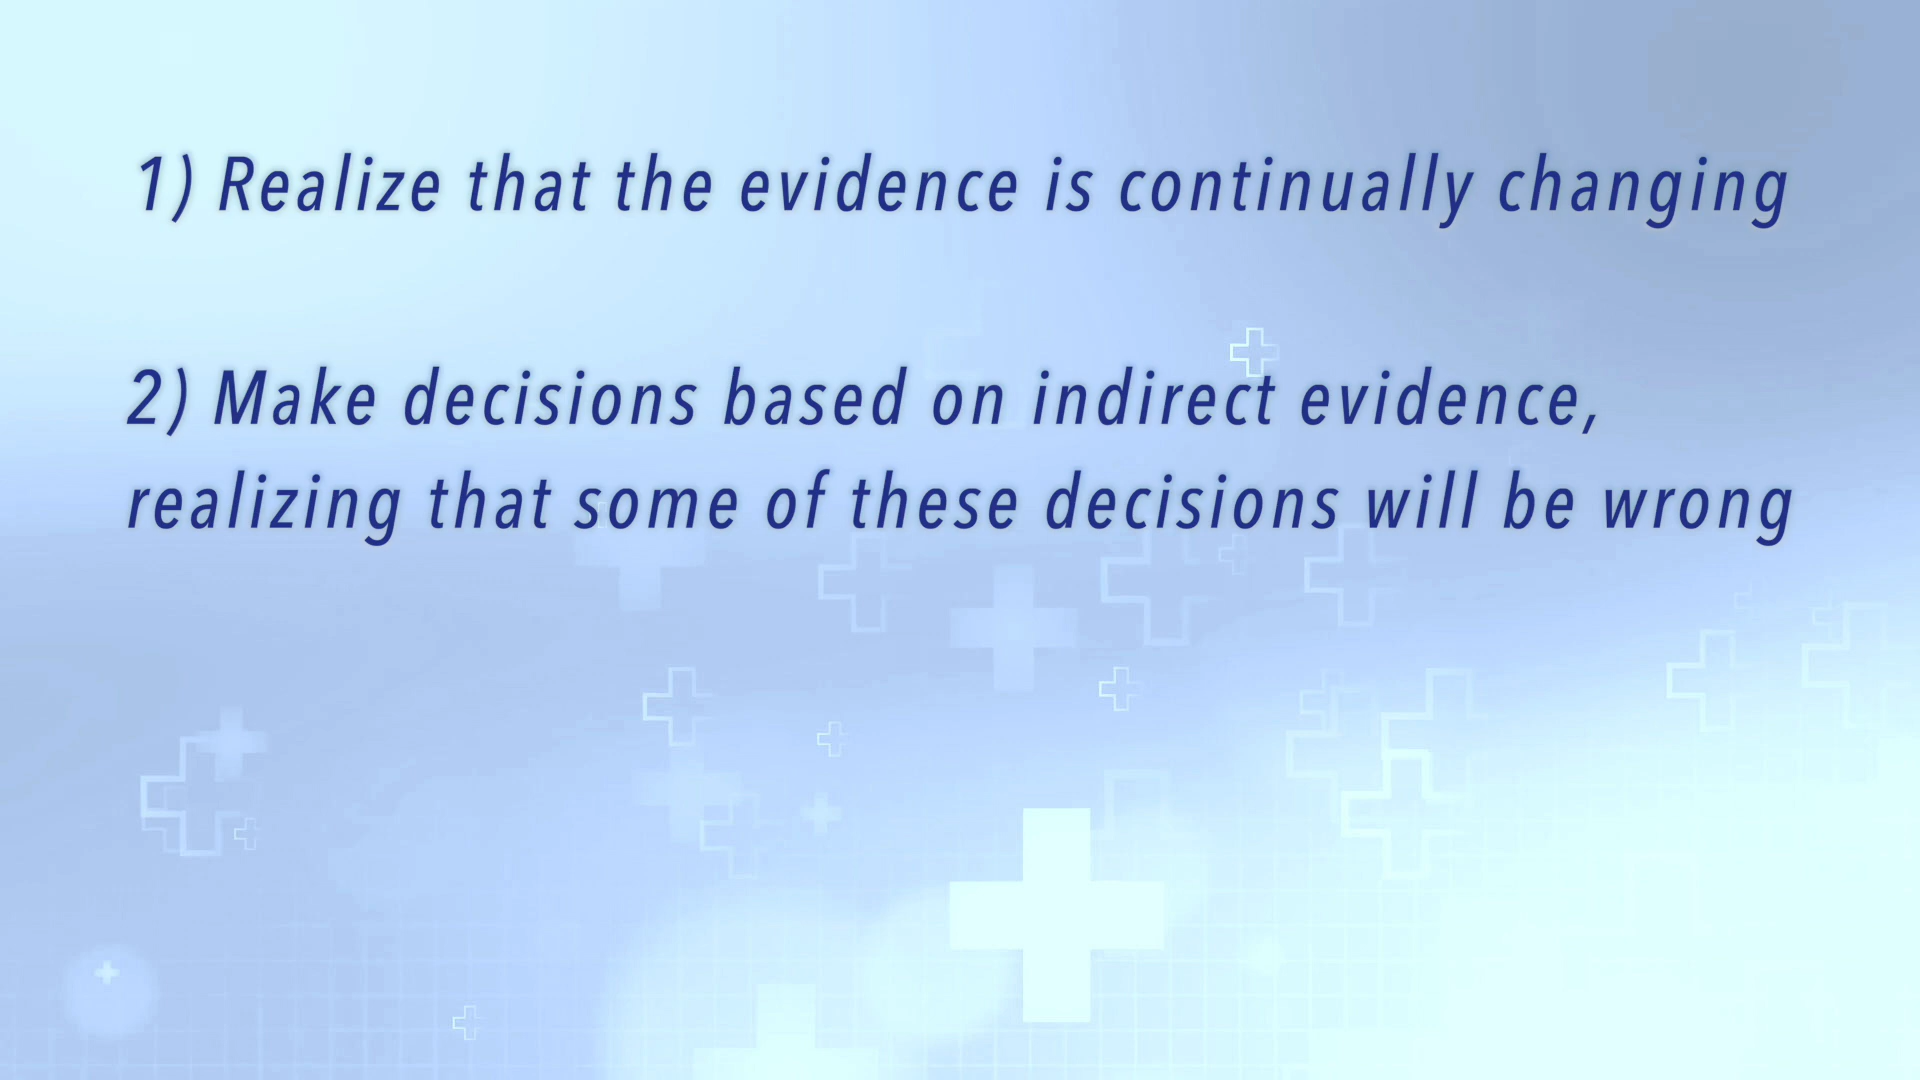 1) Realize that the evidence is continually changing
2) Make decisions based on indirect evidence,
realizing that some of these decisions will be wrong